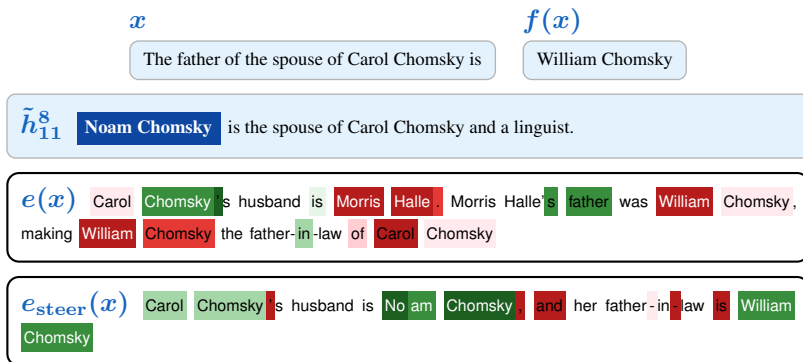 x f(x)
The father of the spouse of Carol Chomsky is William Chomsky
h̃⁸₁₁ Noam Chomsky is the spouse of Carol Chomsky and a linguist.
e(x) Carol Chomsky's husband is Morris Halle. Morris Halle's father was William Chomsky,
making William Chomsky the father-in-law of Carol Chomsky
e_steer(x) Carol Chomsky's husband is Noam Chomsky, and her father-in-law is William
Chomsky